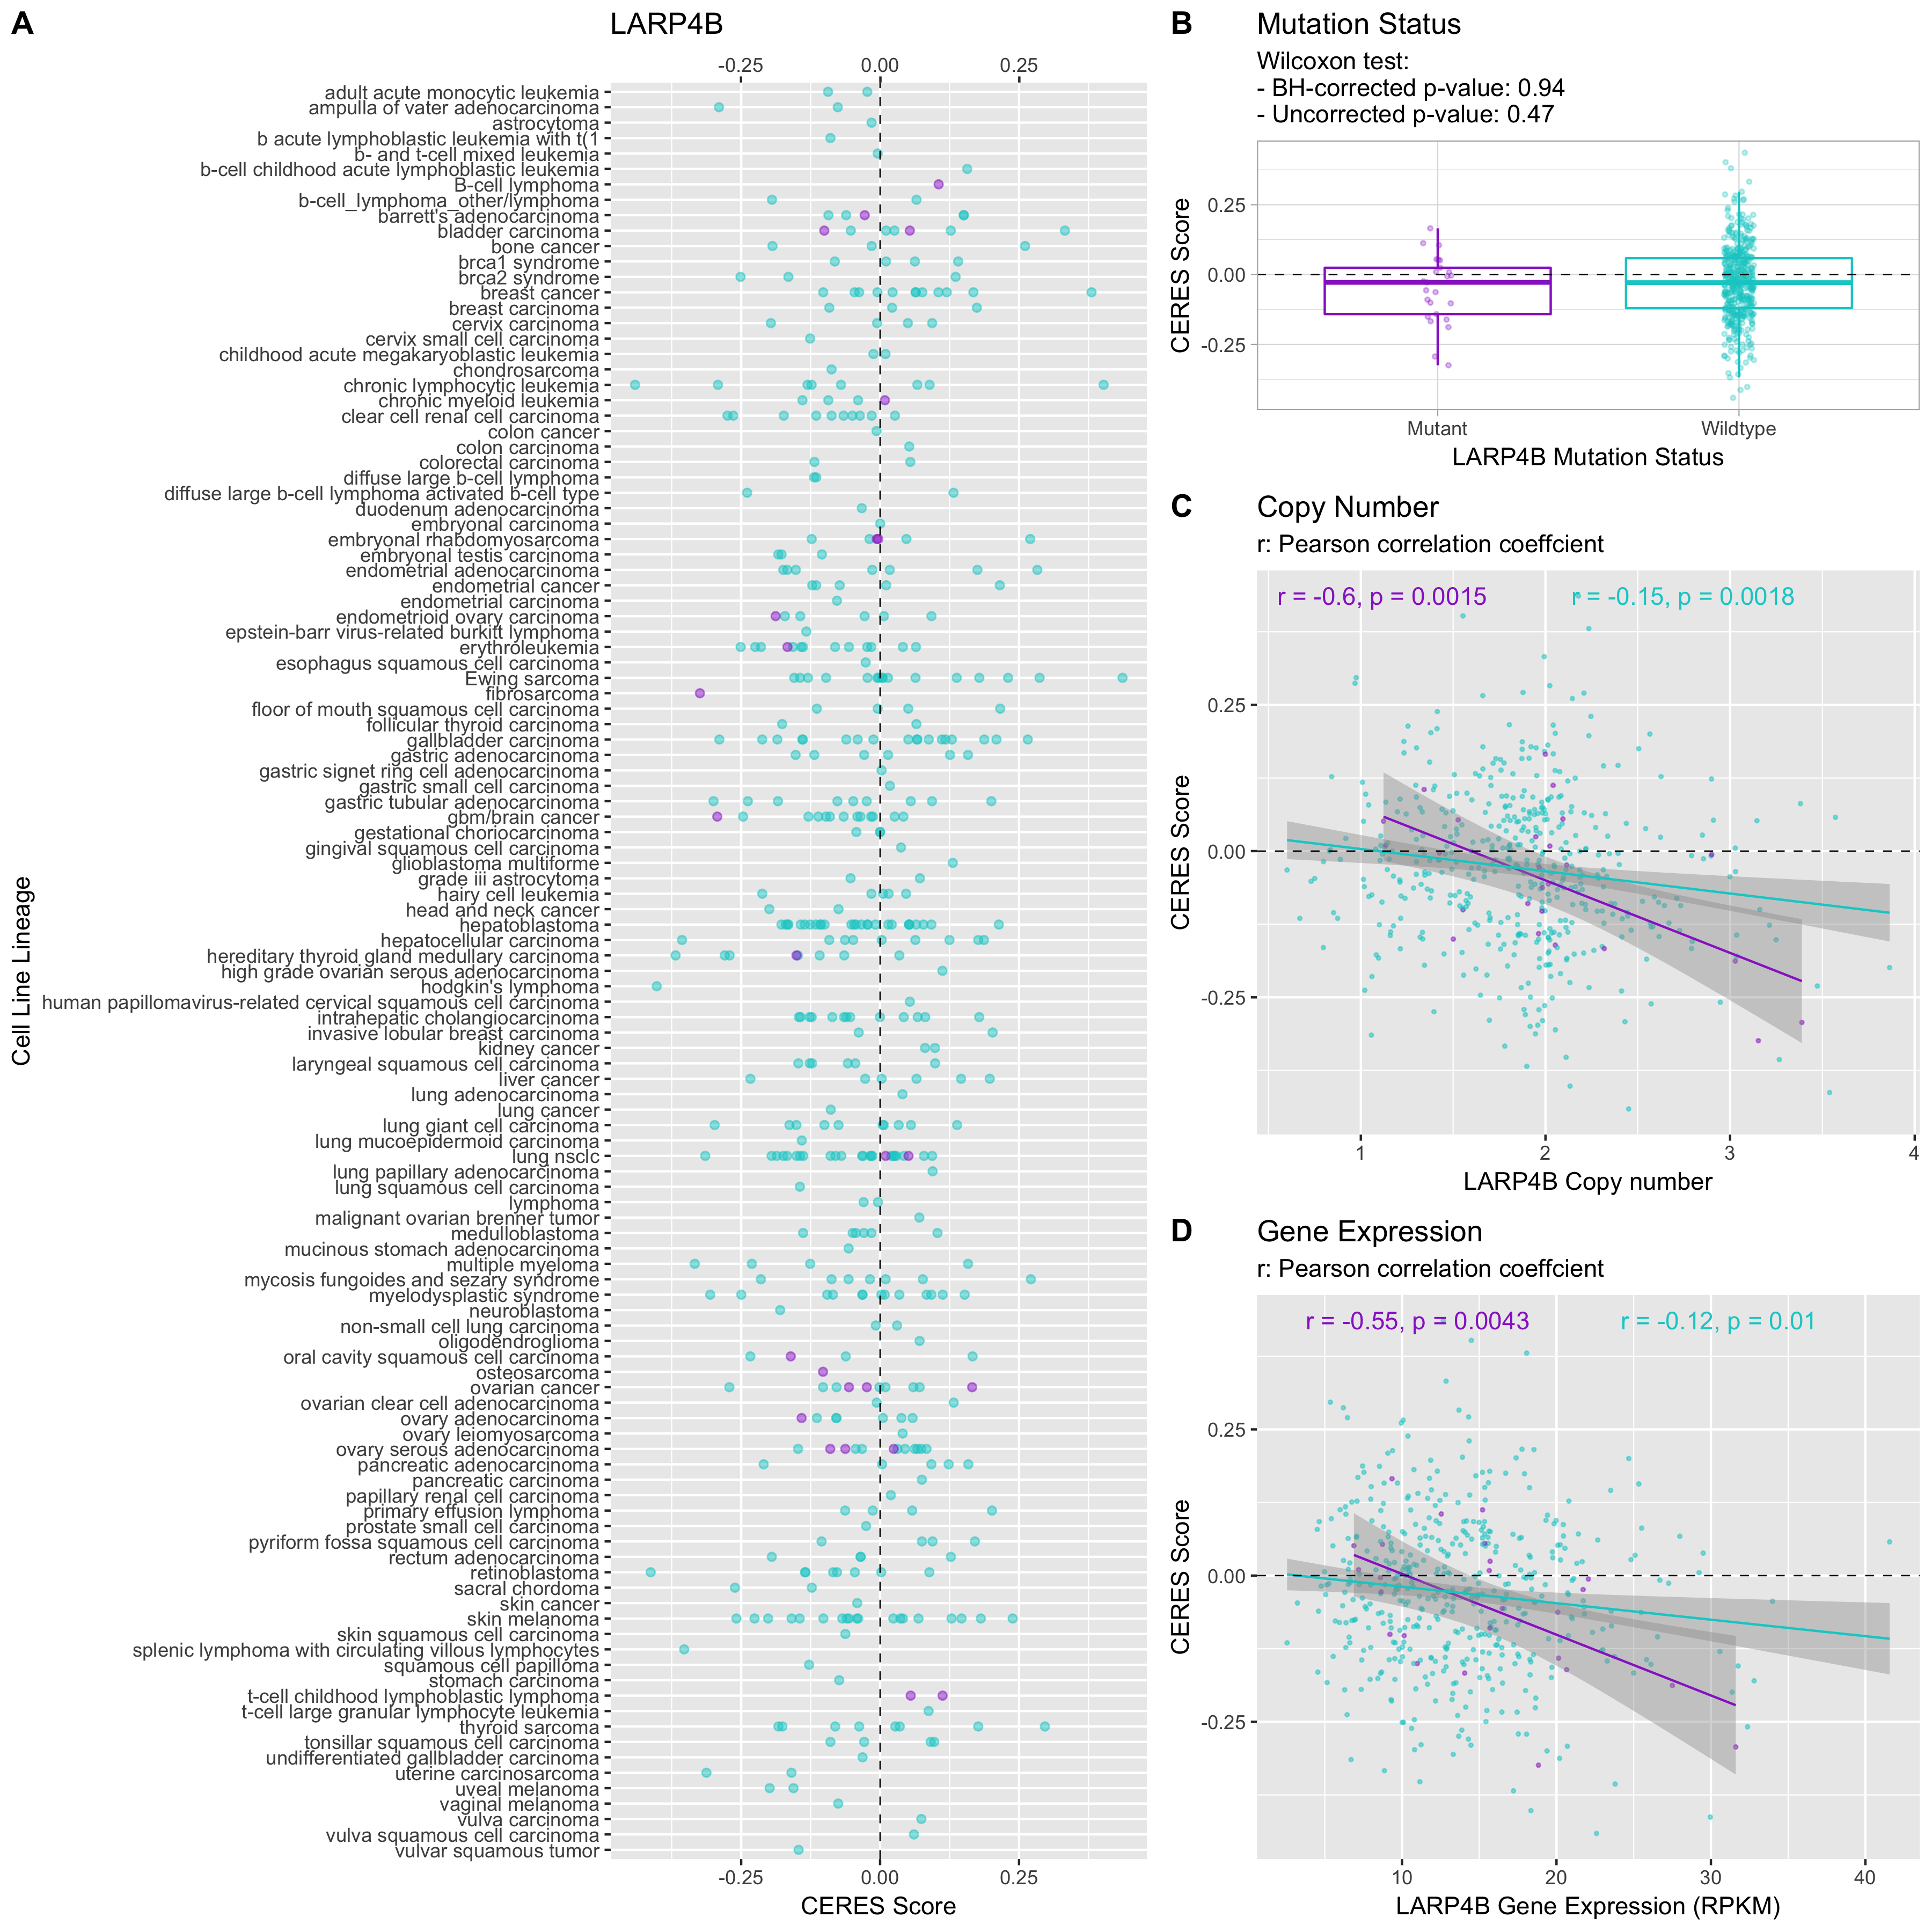 A
LARP4B
-0.25 0.00 0.25
adult acute monocytic leukemia
ampulla of vater adenocarcinoma
astrocytoma
b acute lymphoblastic leukemia with t(1
b- and t-cell mixed leukemia
b-cell childhood acute lymphoblastic leukemia
B-cell lymphoma
b-cell_lymphoma_other/lymphoma
barrett's adenocarcinoma
bladder carcinoma
bone cancer
brca1 syndrome
brca2 syndrome
breast cancer
breast carcinoma
cervix carcinoma
cervix small cell carcinoma
childhood acute megakaryoblastic leukemia
chondrosarcoma
chronic lymphocytic leukemia
chronic myeloid leukemia
clear cell renal cell carcinoma
colon cancer
colon carcinoma
colorectal carcinoma
diffuse large b-cell lymphoma
diffuse large b-cell lymphoma activated b-cell type
duodenum adenocarcinoma
embryonal carcinoma
embryonal rhabdomyosarcoma
embryonal testis carcinoma
endometrial adenocarcinoma
endometrial cancer
endometrial carcinoma
endometrioid ovary carcinoma
epstein-barr virus-related burkitt lymphoma
erythroleukemia
esophagus squamous cell carcinoma
Ewing sarcoma
fibrosarcoma
floor of mouth squamous cell carcinoma
follicular thyroid carcinoma
gallbladder carcinoma
gastric adenocarcinoma
gastric signet ring cell adenocarcinoma
gastric small cell carcinoma
gastric tubular adenocarcinoma
gbm/brain cancer
gestational choriocarcinoma
gingival squamous cell carcinoma
glioblastoma multiforme
grade iii astrocytoma
hairy cell leukemia
head and neck cancer
hepatoblastoma
hepatocellular carcinoma
hereditary thyroid gland medullary carcinoma
high grade ovarian serous adenocarcinoma
hodgkin's lymphoma
human papillomavirus-related cervical squamous cell carcinoma
intrahepatic cholangiocarcinoma
invasive lobular breast carcinoma
kidney cancer
laryngeal squamous cell carcinoma
liver cancer
lung adenocarcinoma
lung cancer
lung giant cell carcinoma
lung mucoepidermoid carcinoma
lung nsclc
lung papillary adenocarcinoma
lung squamous cell carcinoma
lymphoma
malignant ovarian brenner tumor
medulloblastoma
mucinous stomach adenocarcinoma
multiple myeloma
mycosis fungoides and sezary syndrome
myelodysplastic syndrome
neuroblastoma
non-small cell lung carcinoma
oligodendroglioma
oral cavity squamous cell carcinoma
osteosarcoma
ovarian cancer
ovarian clear cell adenocarcinoma
ovary adenocarcinoma
ovary leiomyosarcoma
ovary serous adenocarcinoma
pancreatic adenocarcinoma
pancreatic carcinoma
papillary renal cell carcinoma
primary effusion lymphoma
prostate small cell carcinoma
pyriform fossa squamous cell carcinoma
rectum adenocarcinoma
retinoblastoma
sacral chordoma
skin cancer
skin melanoma
skin squamous cell carcinoma
splenic lymphoma with circulating villous lymphocytes
squamous cell papilloma
stomach carcinoma
t-cell childhood lymphoblastic lymphoma
t-cell large granular lymphocyte leukemia
thyroid sarcoma
tonsillar squamous cell carcinoma
undifferentiated gallbladder carcinoma
uterine carcinosarcoma
uveal melanoma
vaginal melanoma
vulva carcinoma
vulva squamous cell carcinoma
vulvar squamous tumor
-0.25 0.00 0.25
CERES Score
Cell Line Lineage
B
Mutation Status
Wilcoxon test:
- BH-corrected p-value: 0.94
- Uncorrected p-value: 0.47
0.25
0.00
-0.25
CERES Score
Mutant Wildtype
LARP4B Mutation Status
C
Copy Number
r: Pearson correlation coeffcient
r = -0.6, p = 0.0015 r = -0.15, p = 0.0018
0.25
0.00
-0.25
CERES Score
1 2 3 4
LARP4B Copy number
D
Gene Expression
r: Pearson correlation coeffcient
r = -0.55, p = 0.0043 r = -0.12, p = 0.01
0.25
0.00
-0.25
CERES Score
10 20 30 40
LARP4B Gene Expression (RPKM)